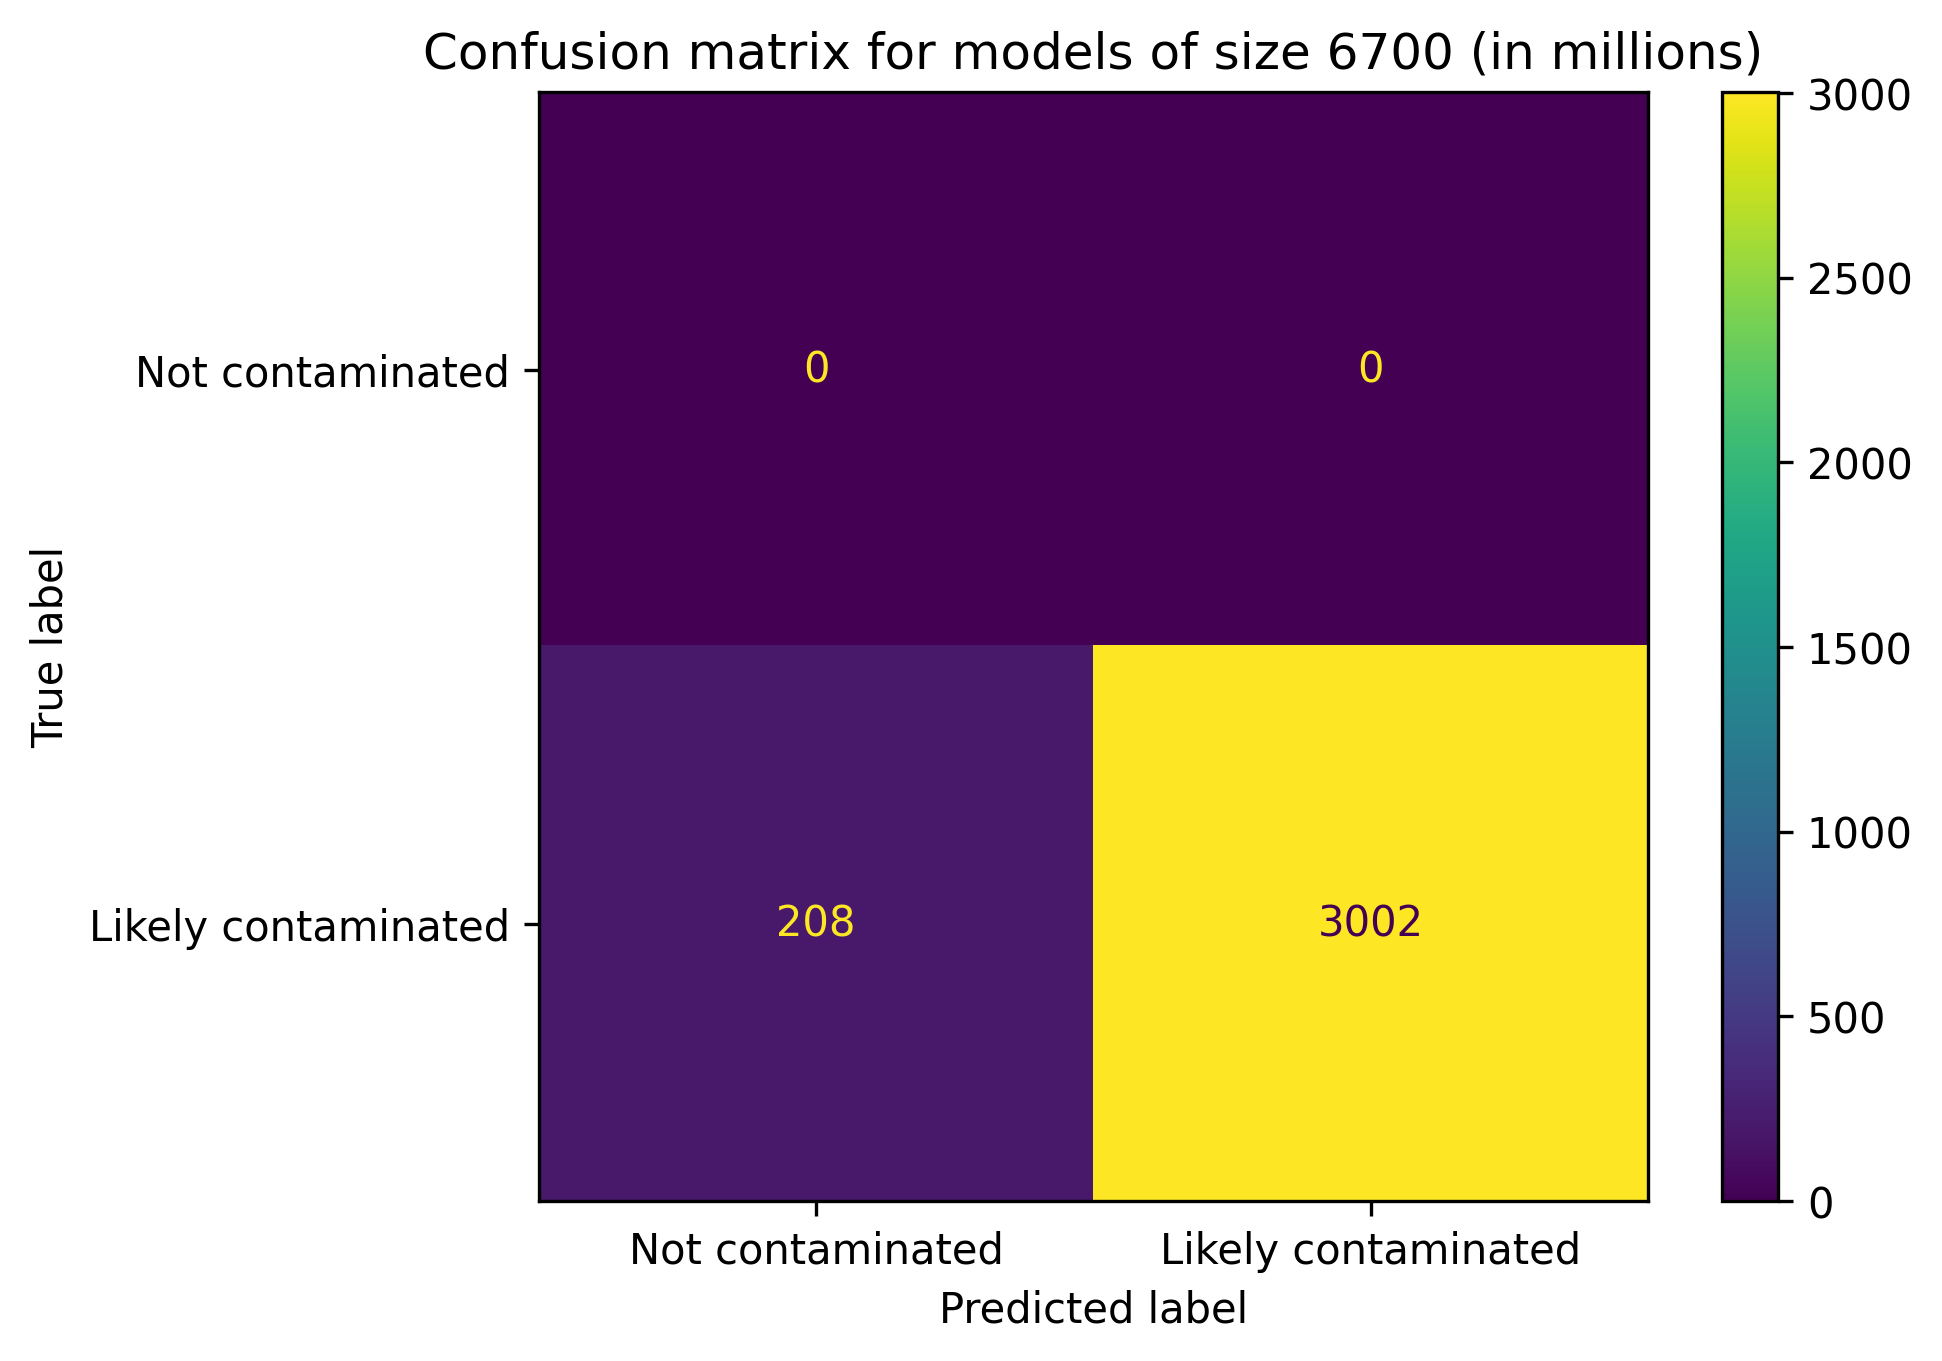 Confusion matrix for models of size 6700 (in millions)
True label
Not contaminated
Likely contaminated
0
0
208
3002
Not contaminated
Likely contaminated
Predicted label
3000
2500
2000
1500
1000
500
0